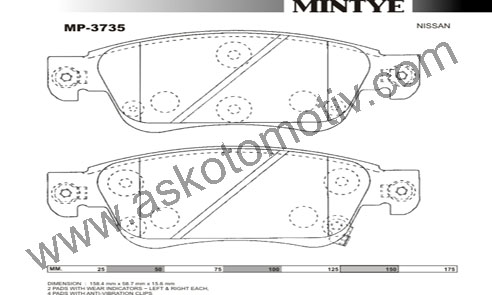 MINTYE
MP-3735
NISSAN
www.askotomotiv.com
MM. 25 50 75 100 125 150 175
DIMENSION : 158.4 mm x 58.7 mm x 15.6 mm
2 PADS WITH WEAR INDICATORS – LEFT & RIGHT EACH,
4 PADS WITH ANTI-VIBRATION CLIPS.